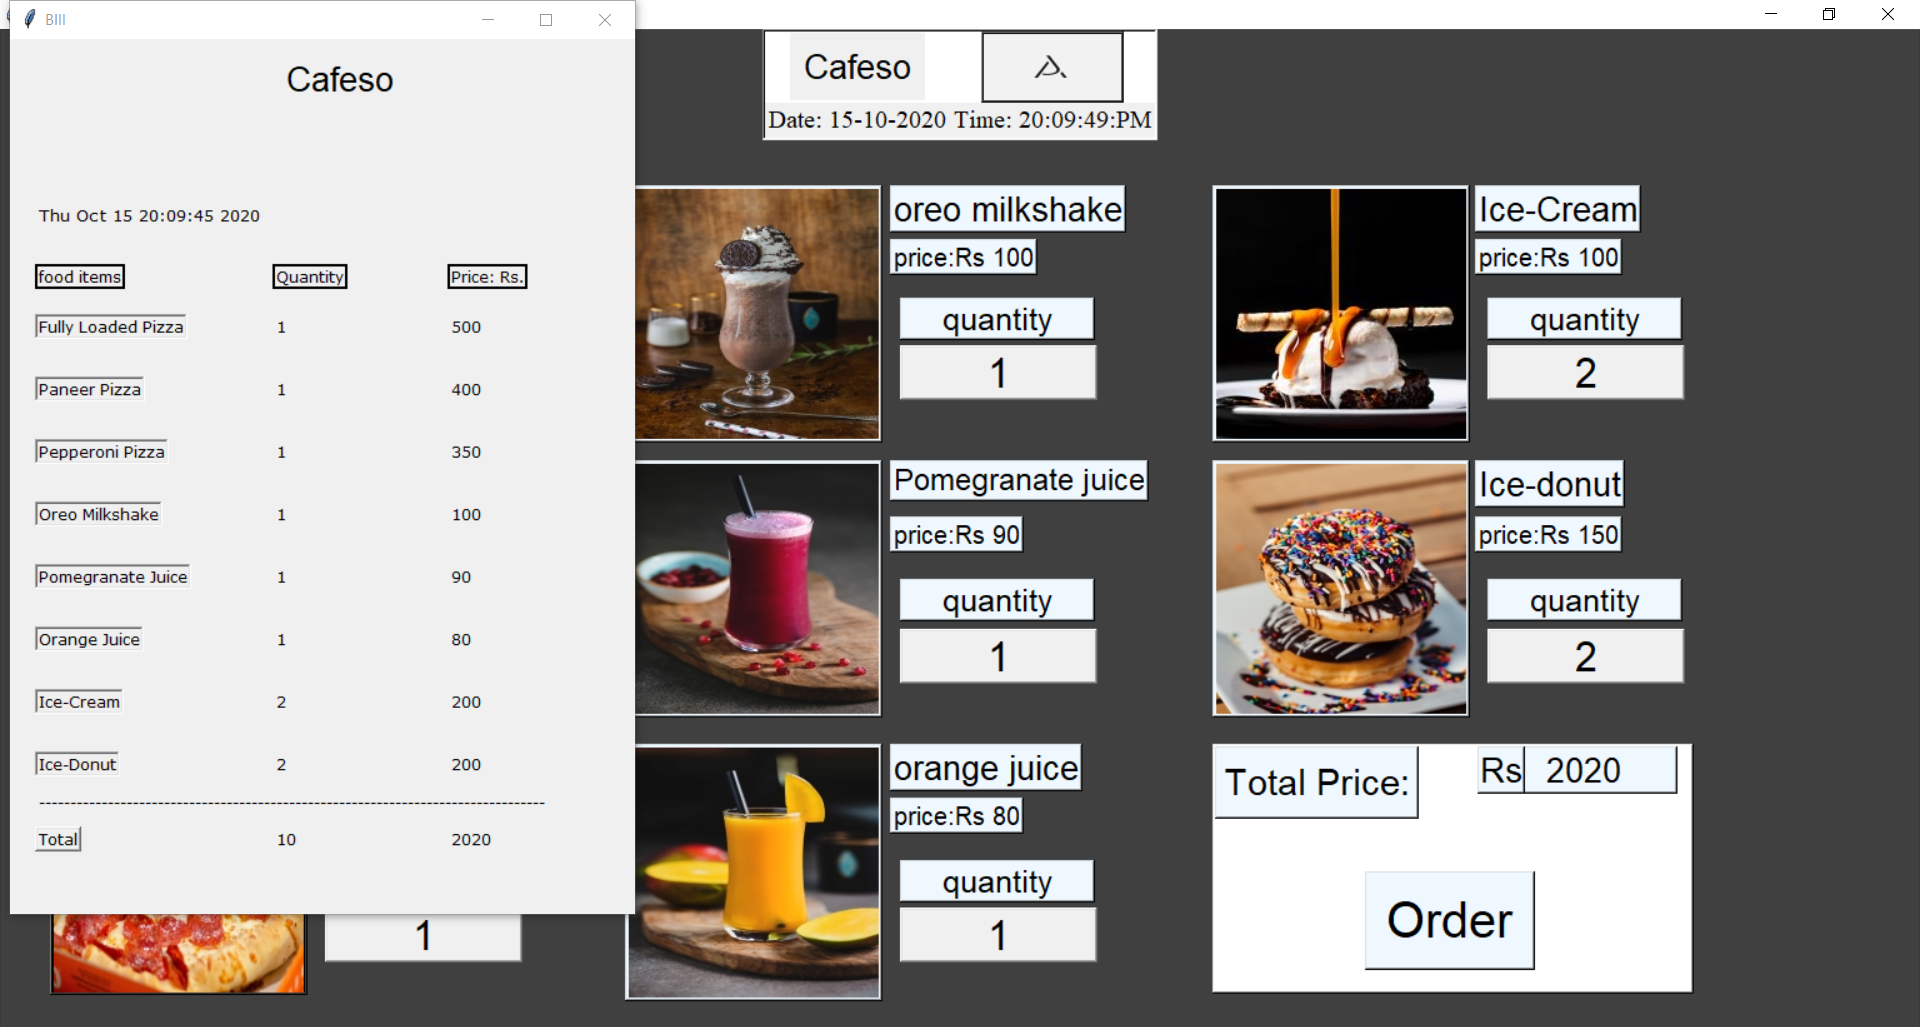 BIll
Cafeso
Thu Oct 15 20:09:45 2020
food items Quantity Price: Rs.
Fully Loaded Pizza 1 500
Paneer Pizza 1 400
Pepperoni Pizza 1 350
Oreo Milkshake 1 100
Pomegranate Juice 1 90
Orange Juice 1 80
Ice-Cream 2 200
Ice-Donut 2 200
---------------------------------------------------------------------------------
Total 10 2020
1
Cafeso
Date: 15-10-2020 Time: 20:09:49:PM
oreo milkshake
price:Rs 100
quantity
1
Ice-Cream
price:Rs 100
quantity
2
Pomegranate juice
price:Rs 90
quantity
1
Ice-donut
price:Rs 150
quantity
2
orange juice
price:Rs 80
quantity
1
Total Price: Rs 2020
Order